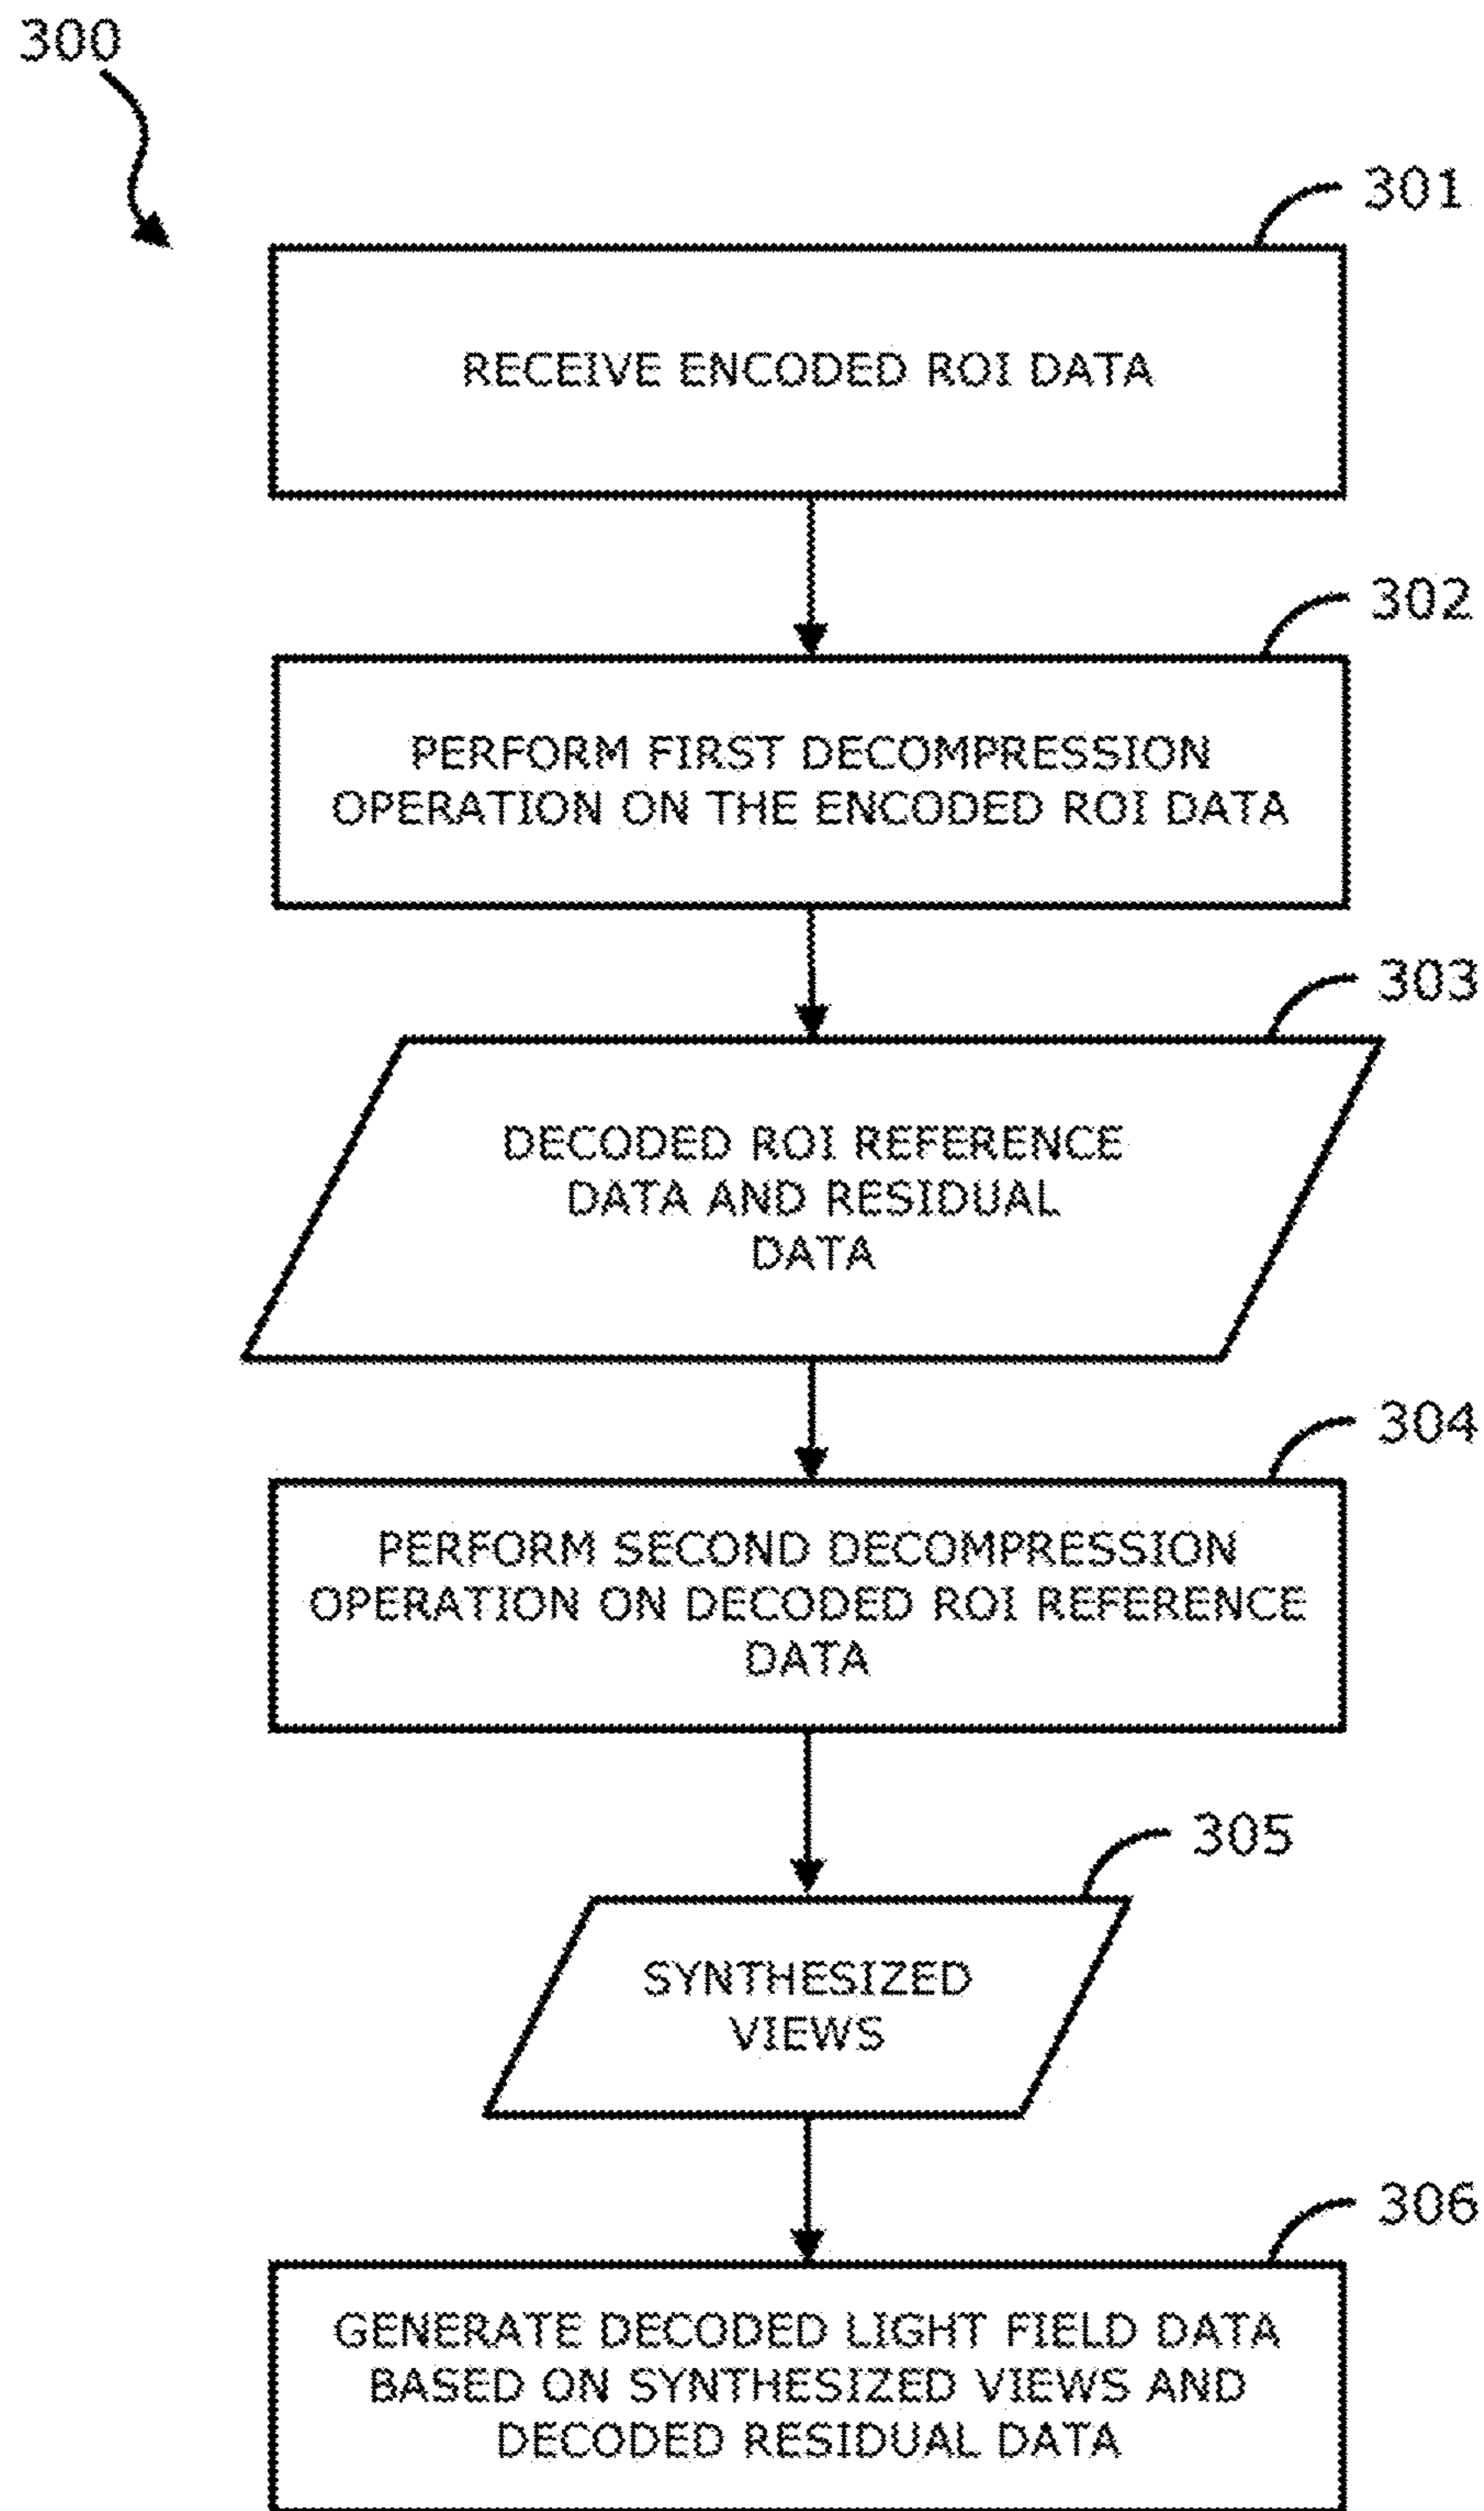 300
301
RECEIVE ENCODED ROI DATA
302
PERFORM FIRST DECOMPRESSION
OPERATION ON THE ENCODED ROI DATA
303
DECODED ROI REFERENCE
DATA AND RESIDUAL
DATA
304
PERFORM SECOND DECOMPRESSION
OPERATION ON DECODED ROI REFERENCE
DATA
305
SYNTHESIZED
VIEWS
306
GENERATE DECODED LIGHT FIELD DATA
BASED ON SYNTHESIZED VIEWS AND
DECODED RESIDUAL DATA